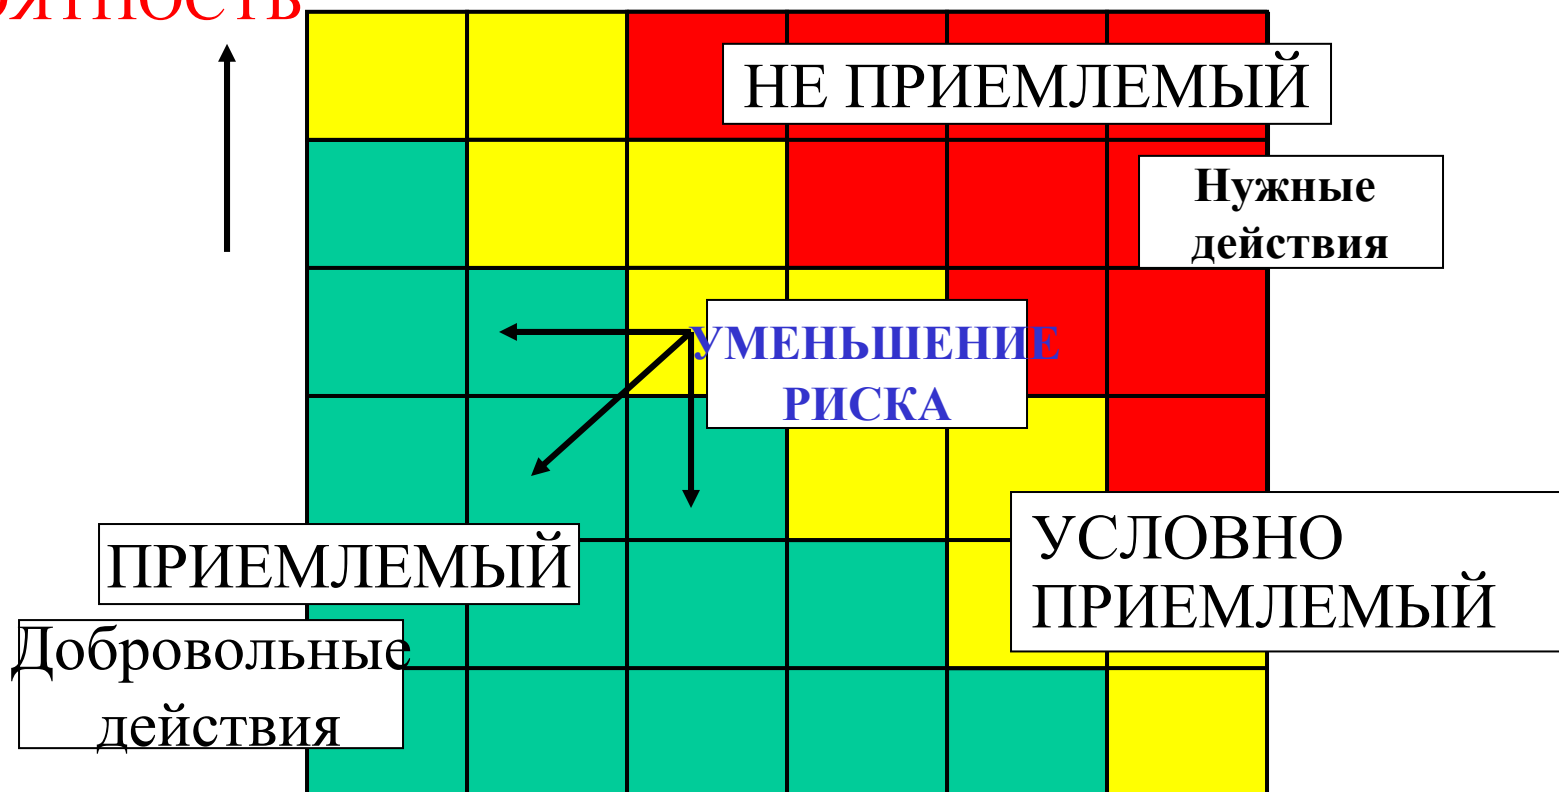 НЕ ПРИЕМЛЕМЫЙ
Нужные
действия
УМЕНЬШЕНИЕ
РИСКА
ПРИЕМЛЕМЫЙ
УСЛОВНО
ПРИЕМЛЕМЫЙ
Добровольные
действия